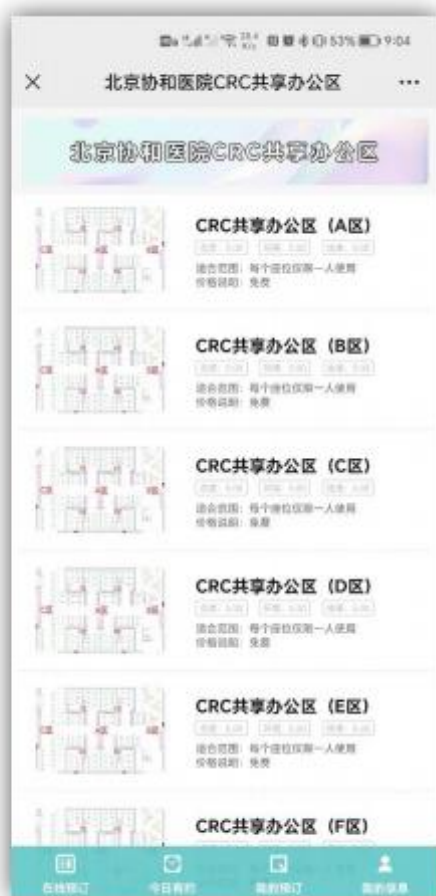 53% 9:04
北京协和医院CRC共享办公区
北京协和医院CRC共享办公区
CRC共享办公区（A区）
适合范围：每个座位仅限一人使用
价格说明：免费
CRC共享办公区（B区）
适合范围：每个座位仅限一人使用
价格说明：免费
CRC共享办公区（C区）
适合范围：每个座位仅限一人使用
价格说明：免费
CRC共享办公区（D区）
适合范围：每个座位仅限一人使用
价格说明：免费
CRC共享办公区（E区）
适合范围：每个座位仅限一人使用
价格说明：免费
CRC共享办公区（F区）
在线预订 今日有约 我的预订 我的信息